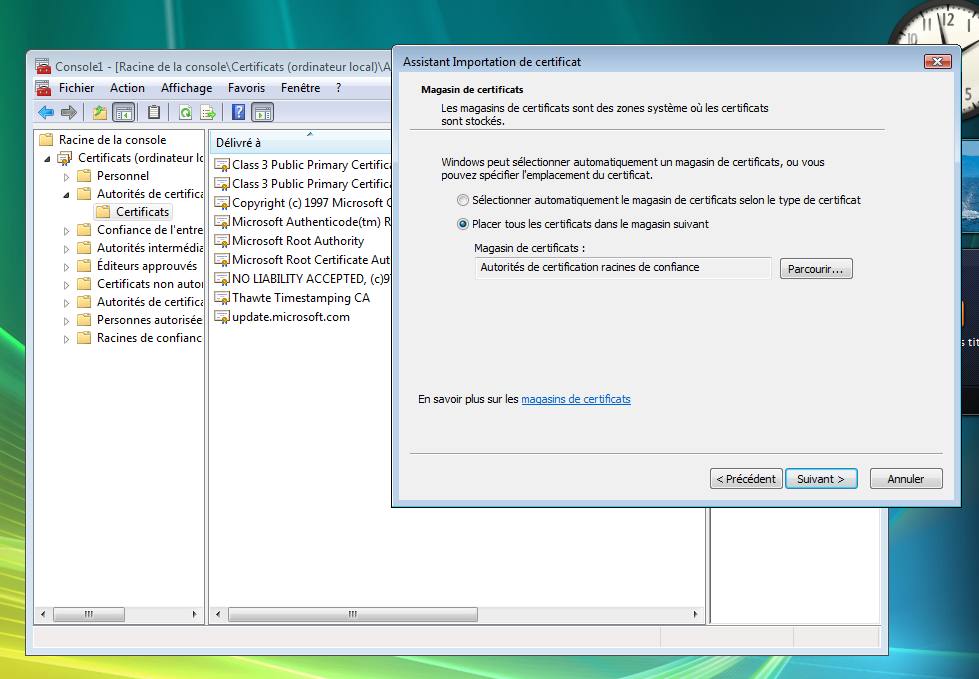 Console1 - [Racine de la console\Certificats (ordinateur local)\A
Fichier Action Affichage Favoris Fenêtre ?
Racine de la console
Certificats (ordinateur lo
Personnel
Autorités de certifica
Certificats
Confiance de l'entre
Autorités intermédia
Éditeurs approuvés
Certificats non autor
Autorités de certifica
Personnes autorisée
Racines de confianc
Délivré à
Class 3 Public Primary Certifica
Class 3 Public Primary Certifica
Copyright (c) 1997 Microsoft C
Microsoft Authenticode(tm) R
Microsoft Root Authority
Microsoft Root Certificate Aut
NO LIABILITY ACCEPTED, (c)97
Thawte Timestamping CA
update.microsoft.com
Assistant Importation de certificat
Magasin de certificats
Les magasins de certificats sont des zones système où les certificats
sont stockés.
Windows peut sélectionner automatiquement un magasin de certificats, ou vous
pouvez spécifier l'emplacement du certificat.
Sélectionner automatiquement le magasin de certificats selon le type de certificat
Placer tous les certificats dans le magasin suivant
Magasin de certificats :
Autorités de certification racines de confiance
Parcourir...
En savoir plus sur les magasins de certificats
< Précédent
Suivant >
Annuler
10 11 12 1
5
s tit